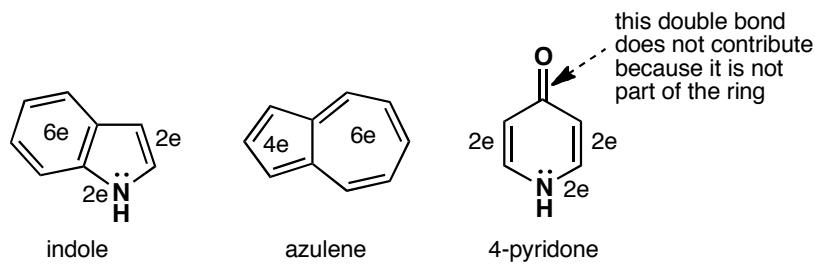 this double bond
does not contribute
because it is not
part of the ring
O
6e
2e
2e
N
H
4e
6e
2e
2e
N
2e
H
indole
azulene
4-pyridone